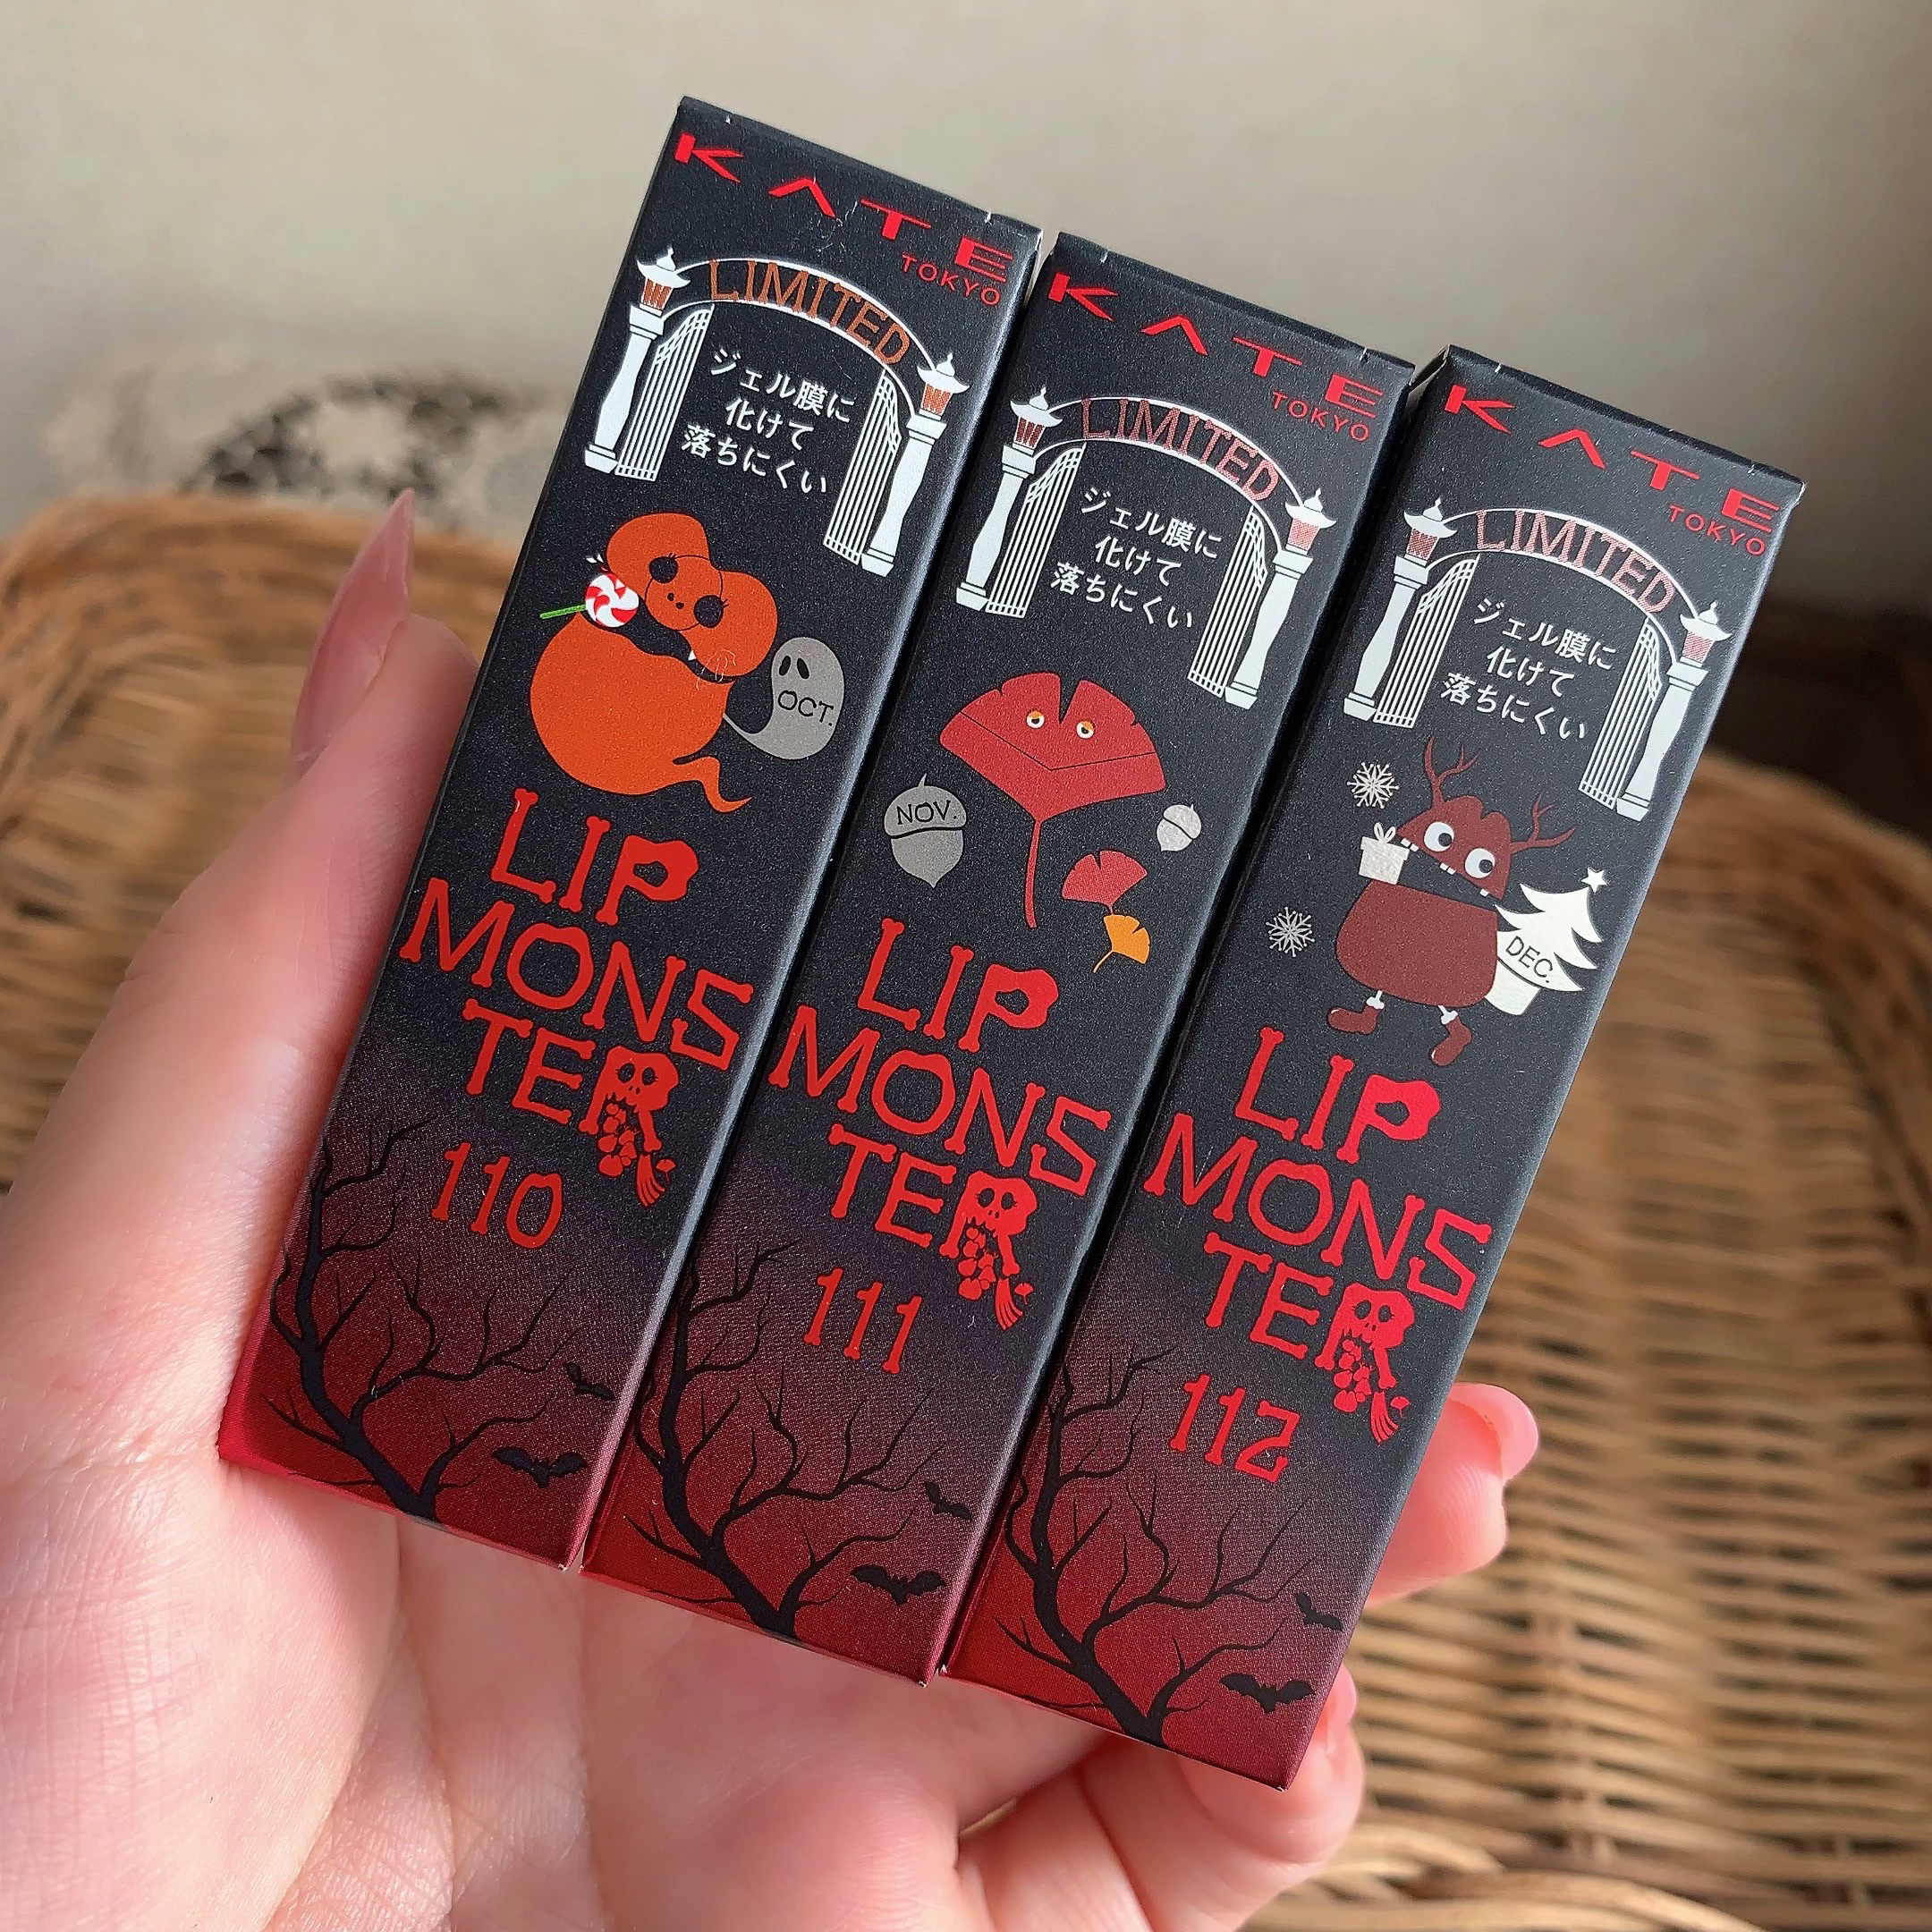 KATE
TOKYO
LIMITED
ジェル膜に
化けて
落ちにくい
OCT.
LIP
MONS
TER
110
KATE
TOKYO
LIMITED
ジェル膜に
化けて
落ちにくい
NOV.
LIP
MONS
TER
111
KATE
TOKYO
LIMITED
ジェル膜に
化けて
落ちにくい
DEC.
LIP
MONS
TER
112